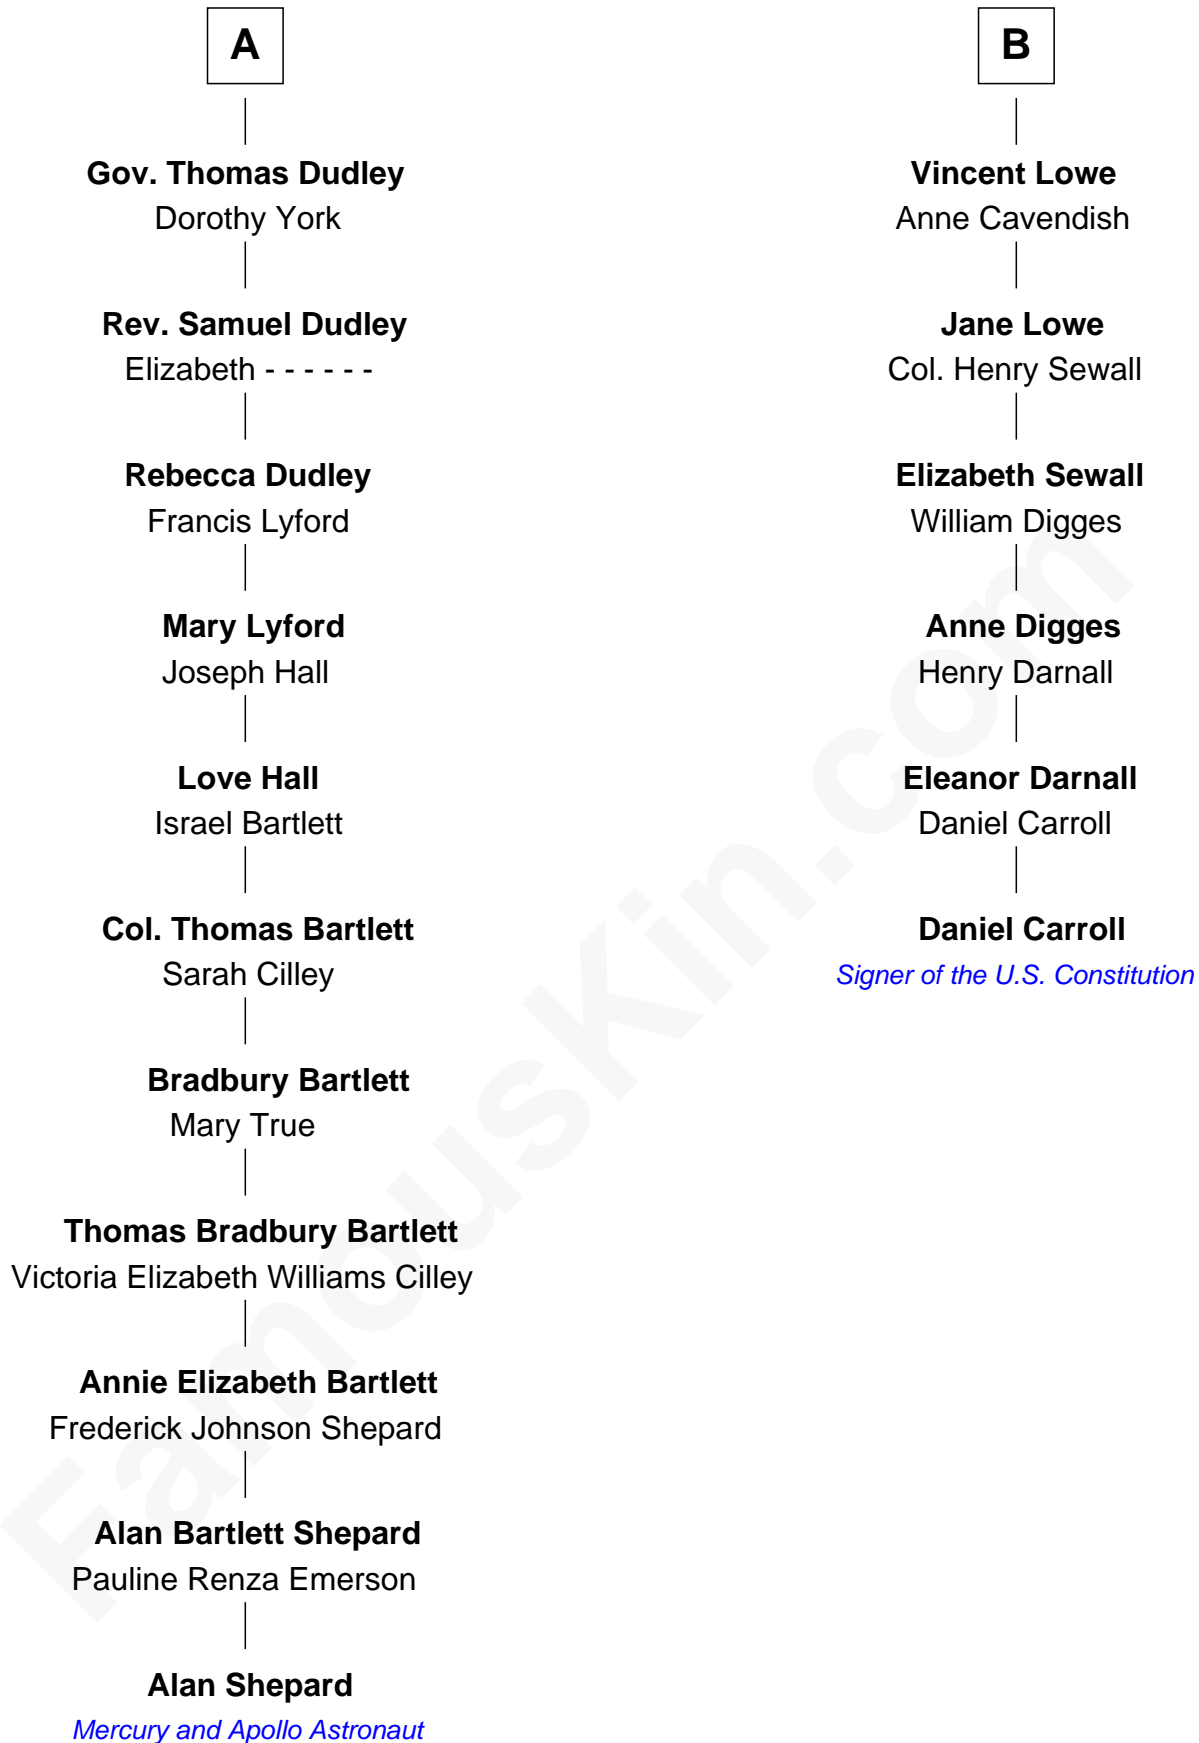 A
Gov. Thomas Dudley
Dorothy York
Rev. Samuel Dudley
Elizabeth - - - - - -
Rebecca Dudley
Francis Lyford
Mary Lyford
Joseph Hall
Love Hall
Israel Bartlett
Col. Thomas Bartlett
Sarah Cilley
Bradbury Bartlett
Mary True
Thomas Bradbury Bartlett
Victoria Elizabeth Williams Cilley
Annie Elizabeth Bartlett
Frederick Johnson Shepard
Alan Bartlett Shepard
Pauline Renza Emerson
Alan Shepard
Mercury and Apollo Astronaut
B
Vincent Lowe
Anne Cavendish
Jane Lowe
Col. Henry Sewall
Elizabeth Sewall
William Digges
Anne Digges
Henry Darnall
Eleanor Darnall
Daniel Carroll
Daniel Carroll
Signer of the U.S. Constitution
FamousKin.com